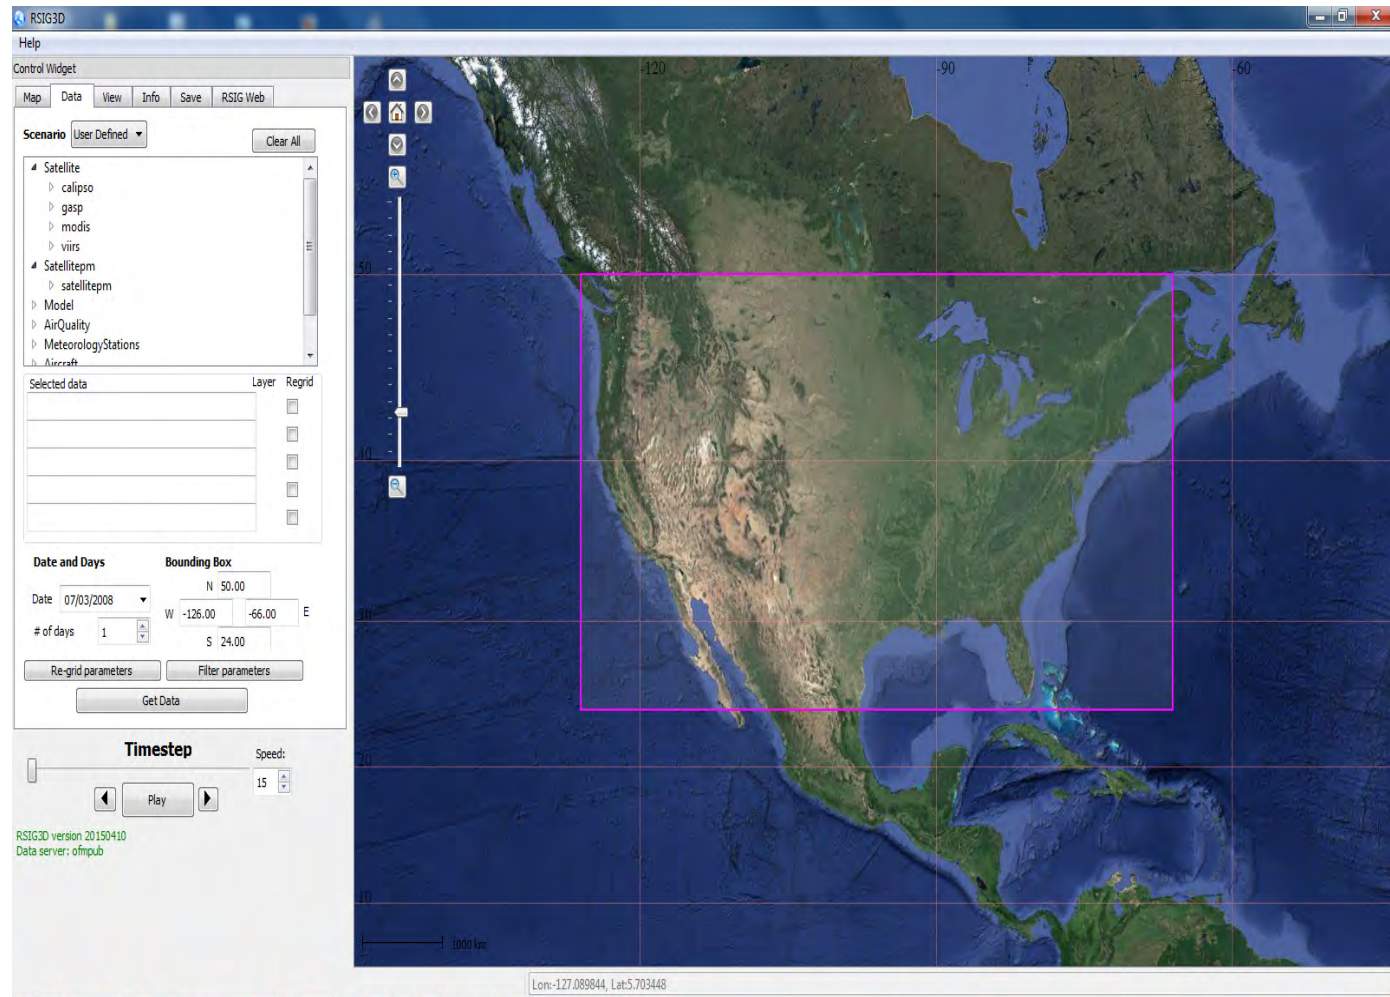 RSIG3D
Help
Control Widget
Map Data View Info Save RSIG Web
Scenario User Defined Clear All
Satellite
calipso
gasp
modis
viirs
Satellitepm
satellitepm
Model
AirQuality
MeteorologyStations
Aircraft
Selected data Layer Regrid
Date and Days Bounding Box
N 50.00
Date 07/03/2008
W -126.00 -66.00 E
# of days 1
S 24.00
Re-grid parameters Filter parameters
Get Data
Timestep
Speed:
15
Play
RSIG3D version 20150410
Data server: ofmpub
-120 -90 -60
50
40
30
20
10
1000 km
Lon:-127.089844, Lat:5.703448